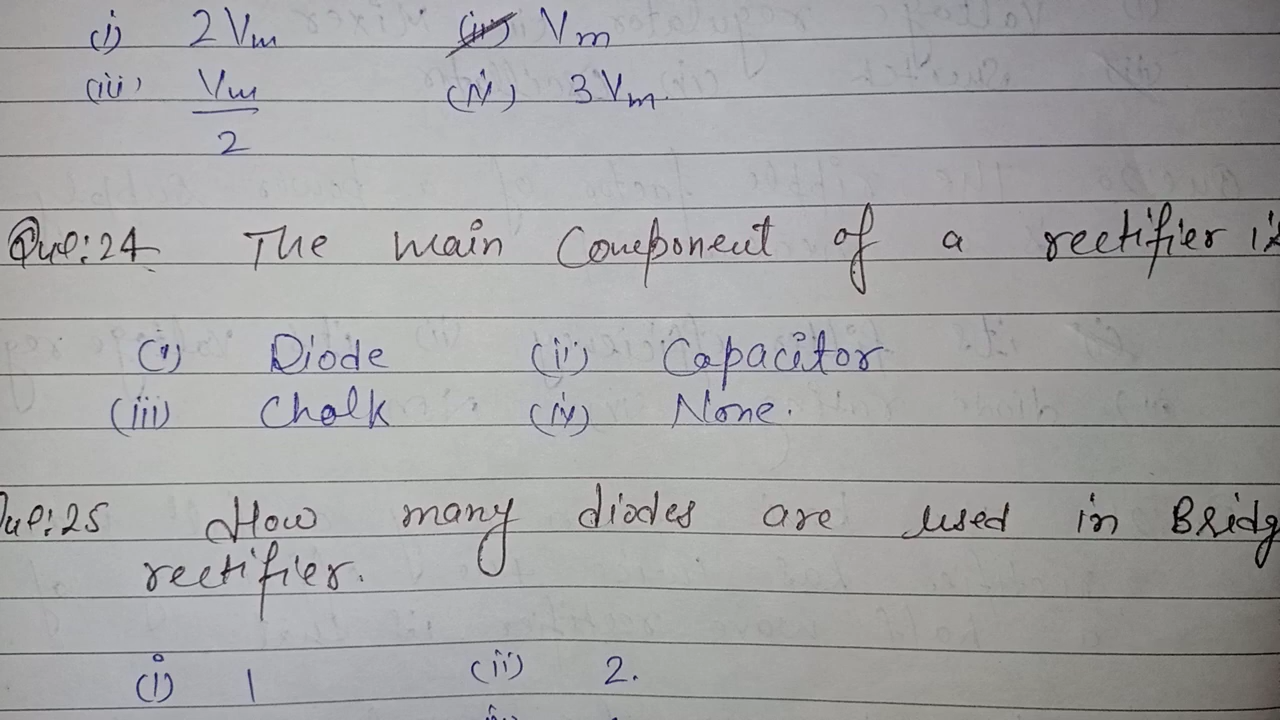 (i) 2Vm (ii) Vm
(iii) Vm/2 (iv) 3Vm.
Que:24 The main Component of a rectifier is
(i) Diode (ii) Capacitor
(iii) Chalk (iv) None.
Que:25 How many diodes are used in Bridg
rectifier.
(i) 1 (ii) 2.